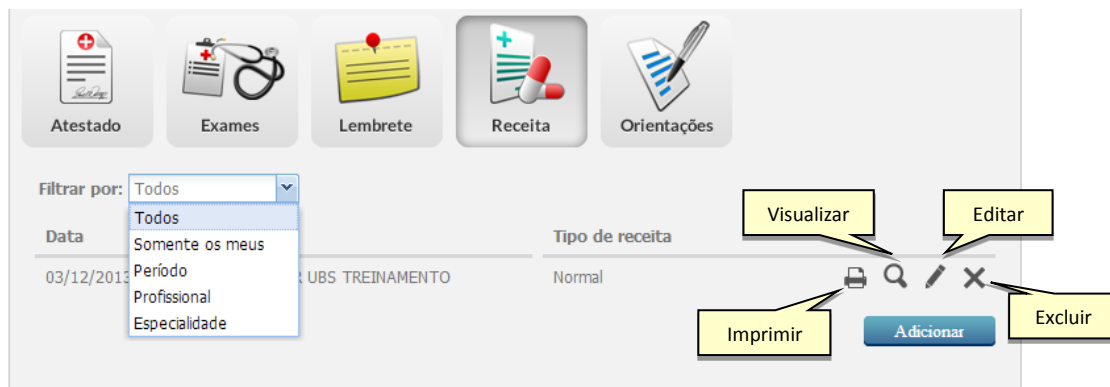 Atestado
Exames
Lembrete
Receita
Orientações
Filtrar por: Todos
Todos
Somente os meus
Período
Profissional
Especialidade
Data
Tipo de receita
03/12/2013
UBS TREINAMENTO
Normal
Visualizar
Editar
Imprimir
Excluir
Adicionar